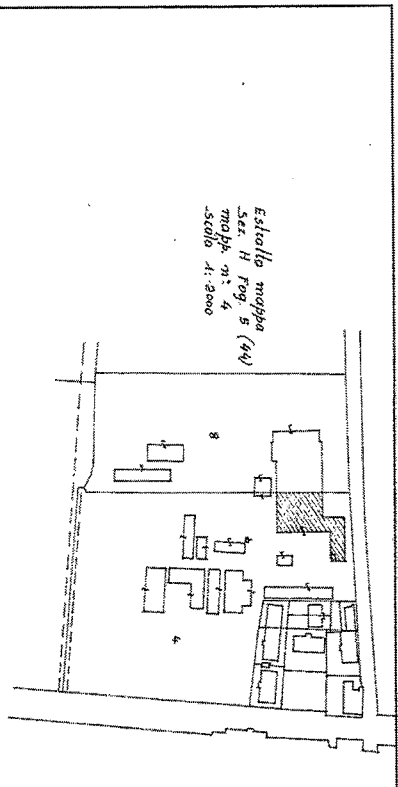 Estratto mappa
Sez. H Fog. 5 (44)
mapp. n° 4
scala 1:2000
8
4